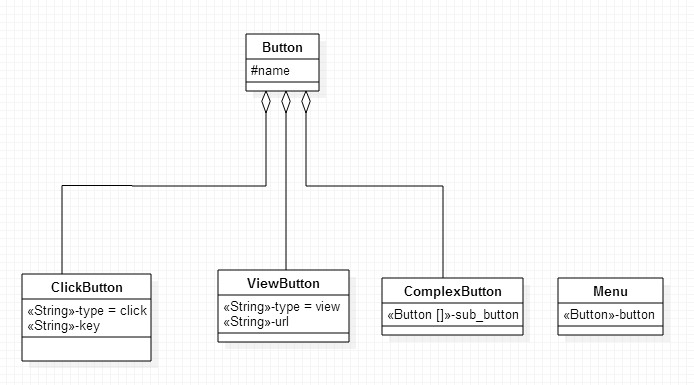 Button
#name
ClickButton
«String»-type = click
«String»-key
ViewButton
«String»-type = view
«String»-url
ComplexButton
«Button []»-sub_button
Menu
«Button»-button